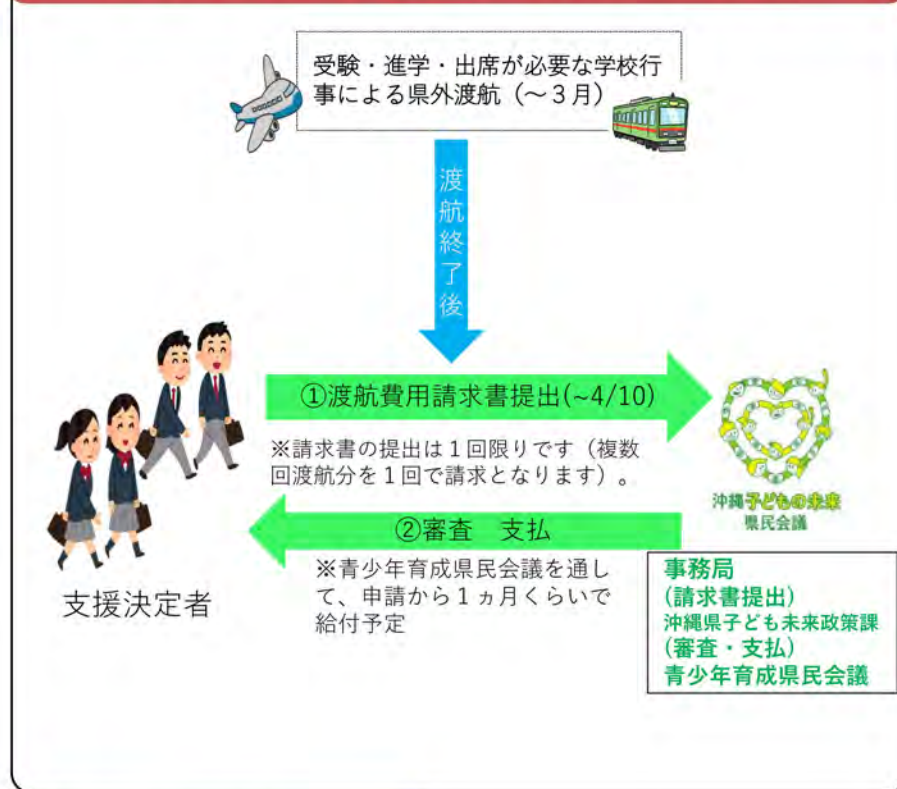 受験・進学・出席が必要な学校行
事による県外渡航（～３月）
渡航終了後
①渡航費用請求書提出(~4/10)
※請求書の提出は１回限りです（複数
回渡航分を１回で請求となります）。
沖縄子どもの未来
県民会議
②審査　支払
※青少年育成県民会議を通し
て、申請から１ヵ月くらいで
給付予定
支援決定者
事務局
(請求書提出)
沖縄県子ども未来政策課
(審査・支払)
青少年育成県民会議